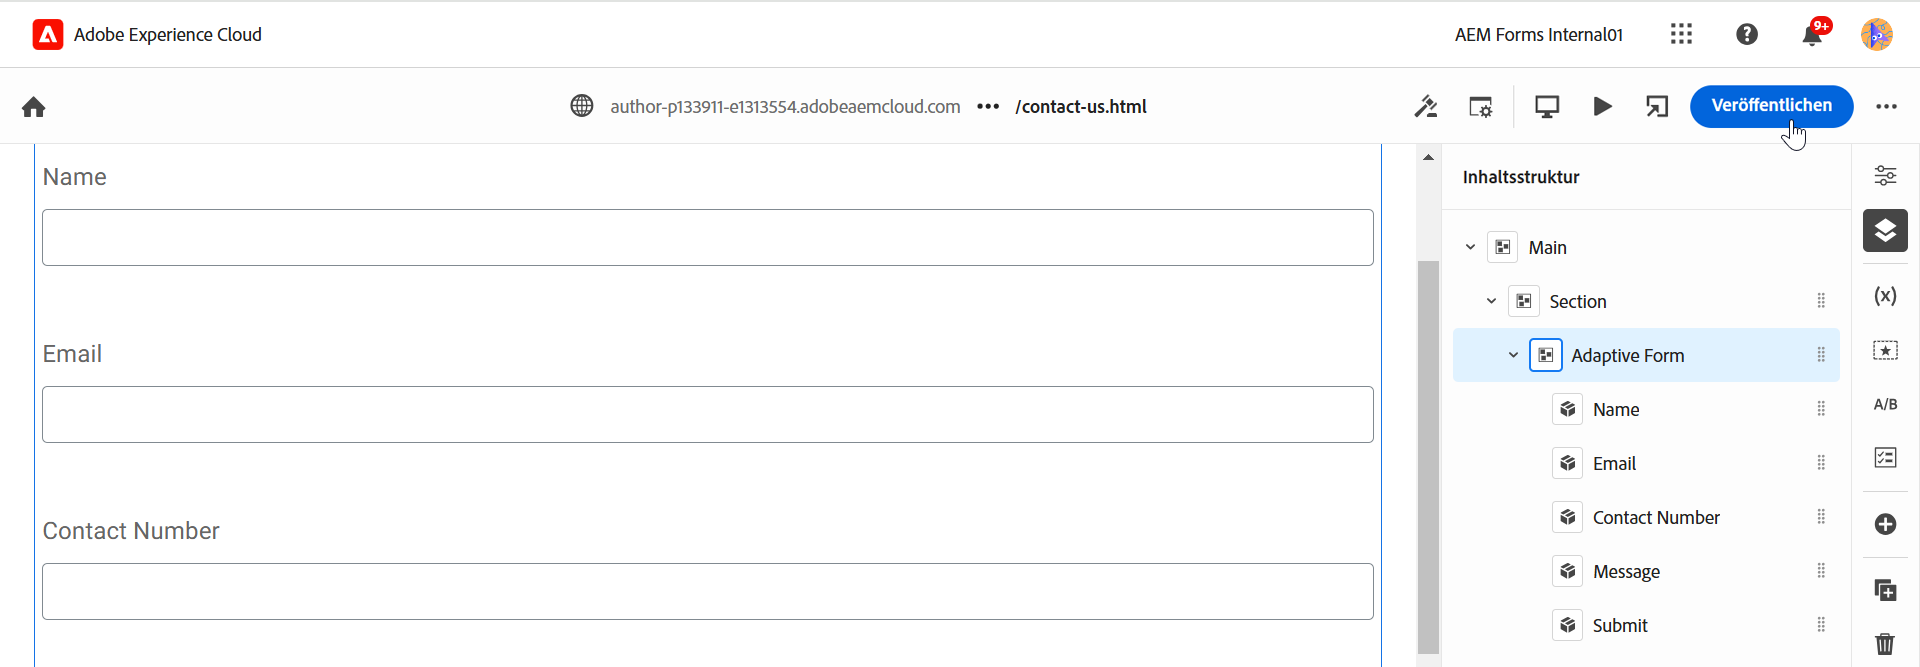 Adobe Experience Cloud
AEM Forms Internal01
9+
author-p133911-e1313554.adobeaemcloud.com ••• /contact-us.html
Veröffentlichen
Name
Email
Contact Number
Inhaltsstruktur
Main
Section
Adaptive Form
Name
Email
Contact Number
Message
Submit
(x)
A/B